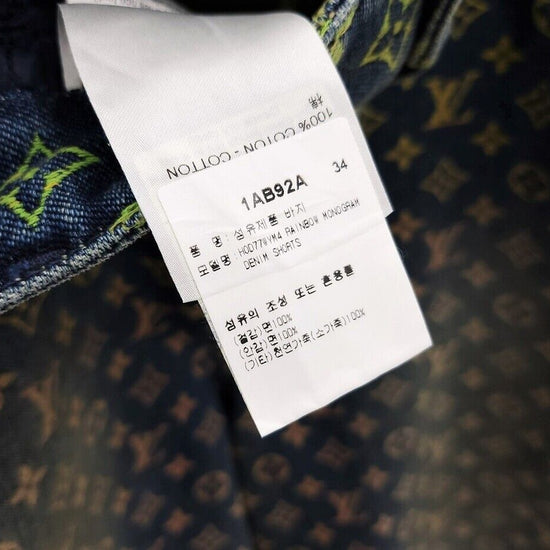 棉
100% COTON - COTTON
1AB92A 34
품 명:섬유제품 바지
모델명:HOD77WYM4 RAINBOW MONOGRAM
DENIM SHORTS
섬유의 조성 또는 혼용률
(겉감)면100%
(안감)면100%
(기타)천연가죽(소가죽)100%